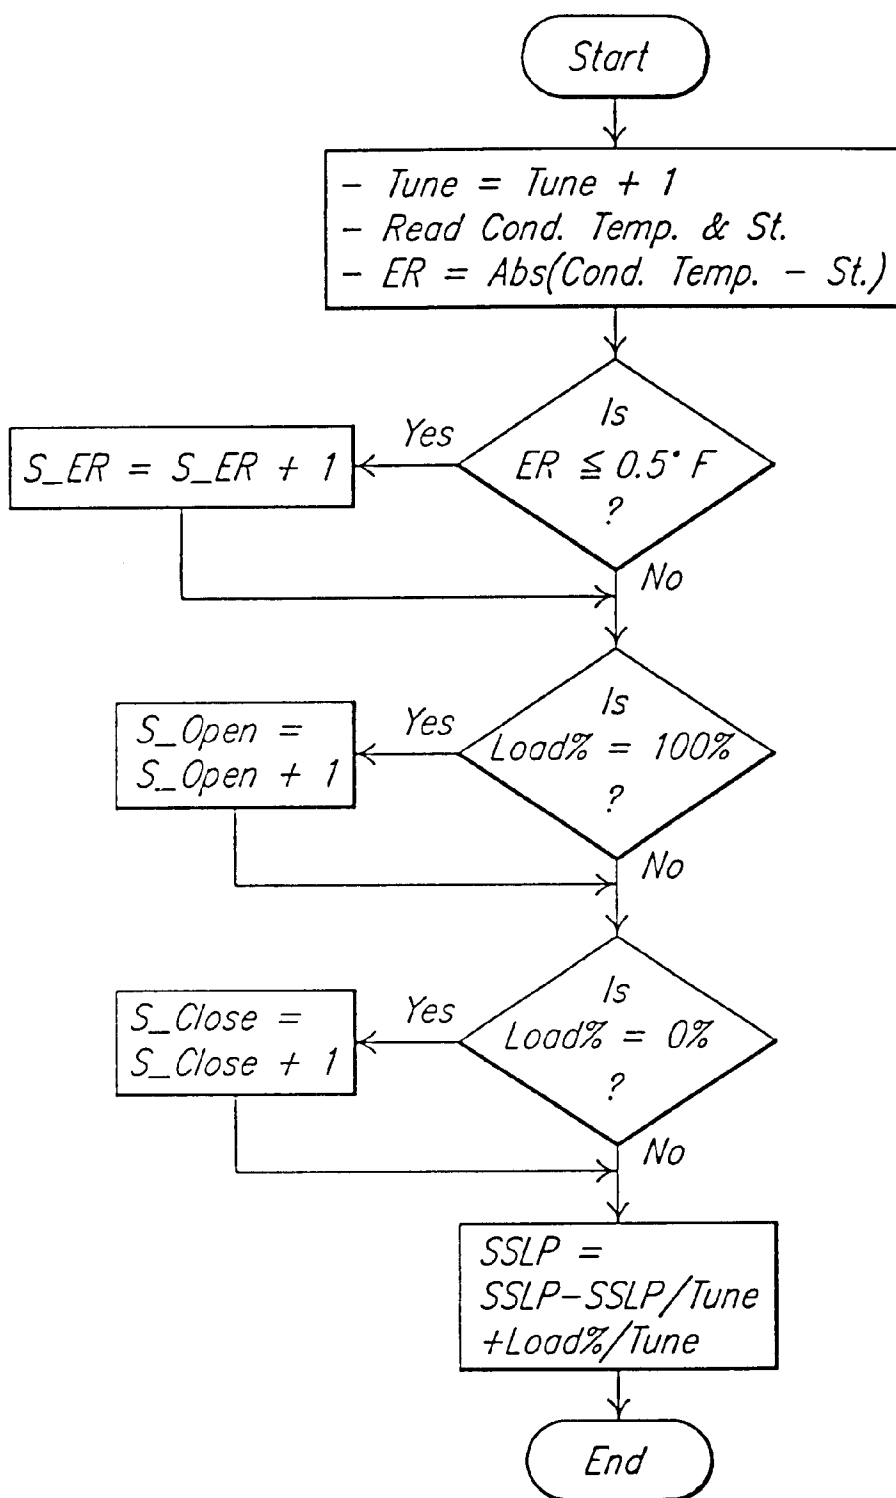 Start
- Tune = Tune + 1
- Read Cond. Temp. & St.
- ER = Abs(Cond. Temp. - St.)
Is
ER ≦ 0.5° F
?
Yes
S_ER = S_ER + 1
No
Is
Load% = 100%
?
Yes
S_Open =
S_Open + 1
No
Is
Load% = 0%
?
Yes
S_Close =
S_Close + 1
No
SSLP =
SSLP-SSLP/Tune
+Load%/Tune
End